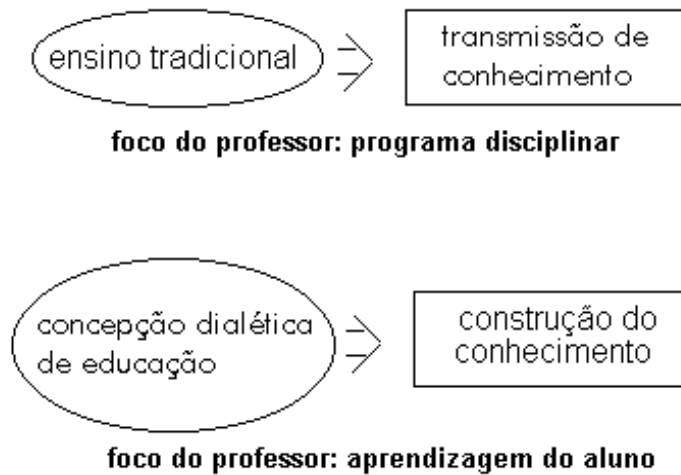 ensino tradicional
transmissão de
conhecimento
foco do professor: programa disciplinar
concepção dialética
de educação
construção do
conhecimento
foco do professor: aprendizagem do aluno